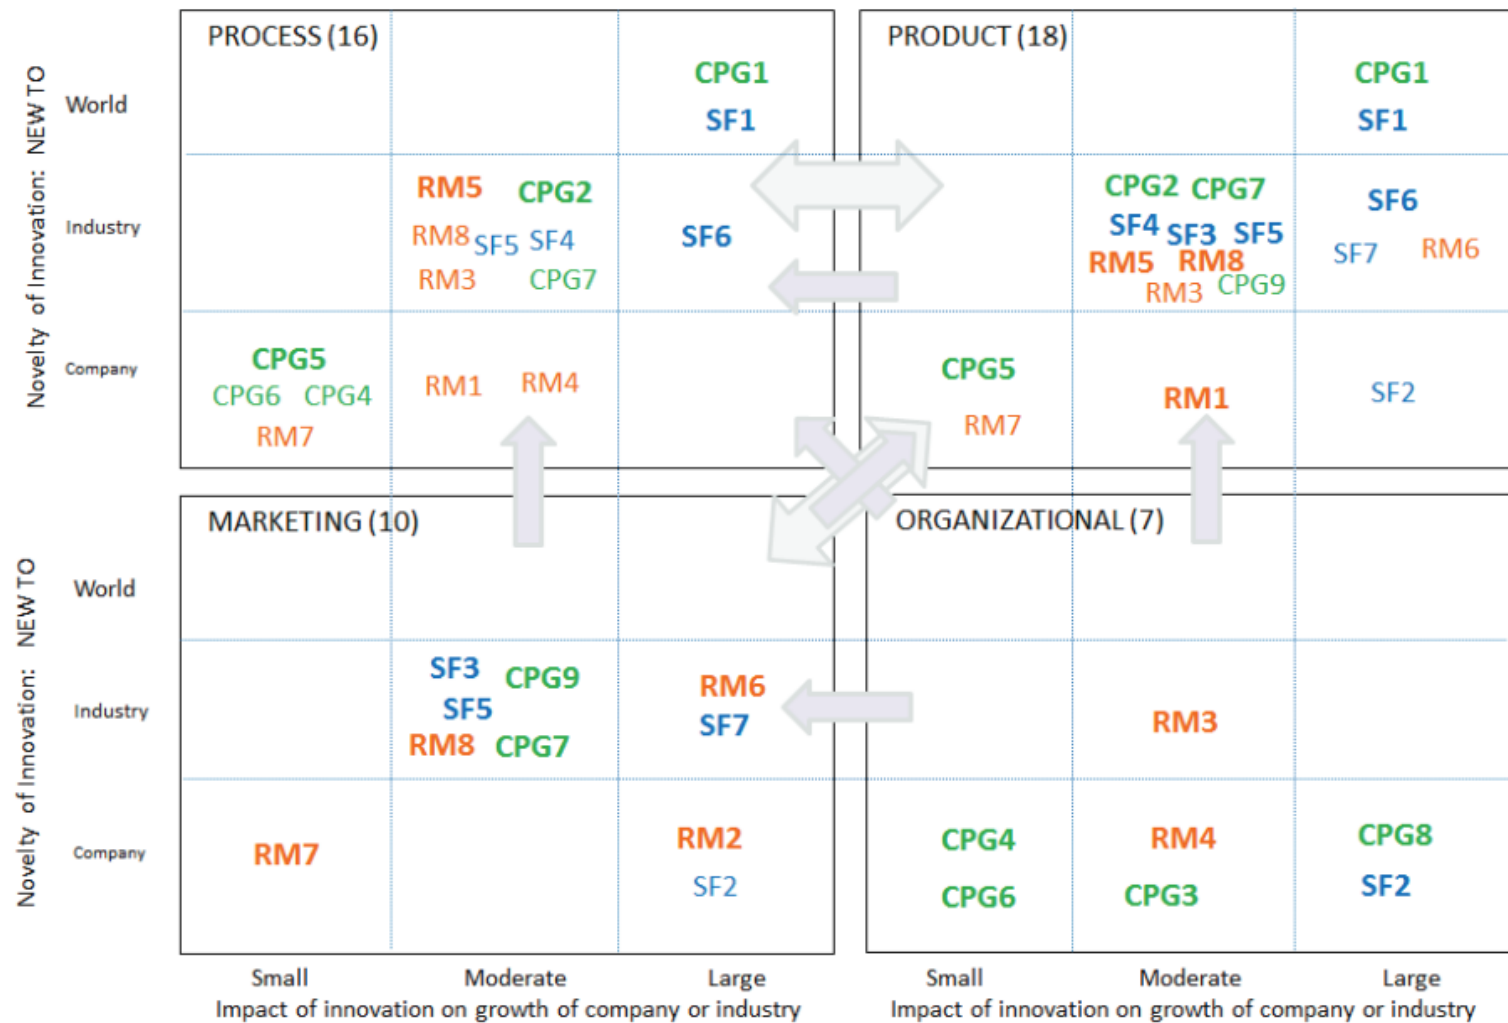 PROCESS (16)
PRODUCT (18)
CPG1
CPG1
World
SF1
SF1
RM5 CPG2
CPG2 CPG7
SF6
RM8 SF5 SF4
SF4 SF3 SF5
Industry
SF6
RM5 RM8
SF7 RM6
RM3 CPG7
RM3 CPG9
CPG5
CPG5
Company
RM1 RM4
RM1
SF2
CPG6 CPG4
RM7
RM7
Novelty of Innovation: NEW TO
MARKETING (10)
ORGANIZATIONAL (7)
World
SF3 CPG9
RM6
Industry
SF5
SF7
RM3
RM8 CPG7
CPG4
RM4
CPG8
RM2
Company
RM7
SF2
CPG6
CPG3
SF2
Novelty of Innovation: NEW TO
Small Moderate Large
Small Moderate Large
Impact of innovation on growth of company or industry
Impact of innovation on growth of company or industry